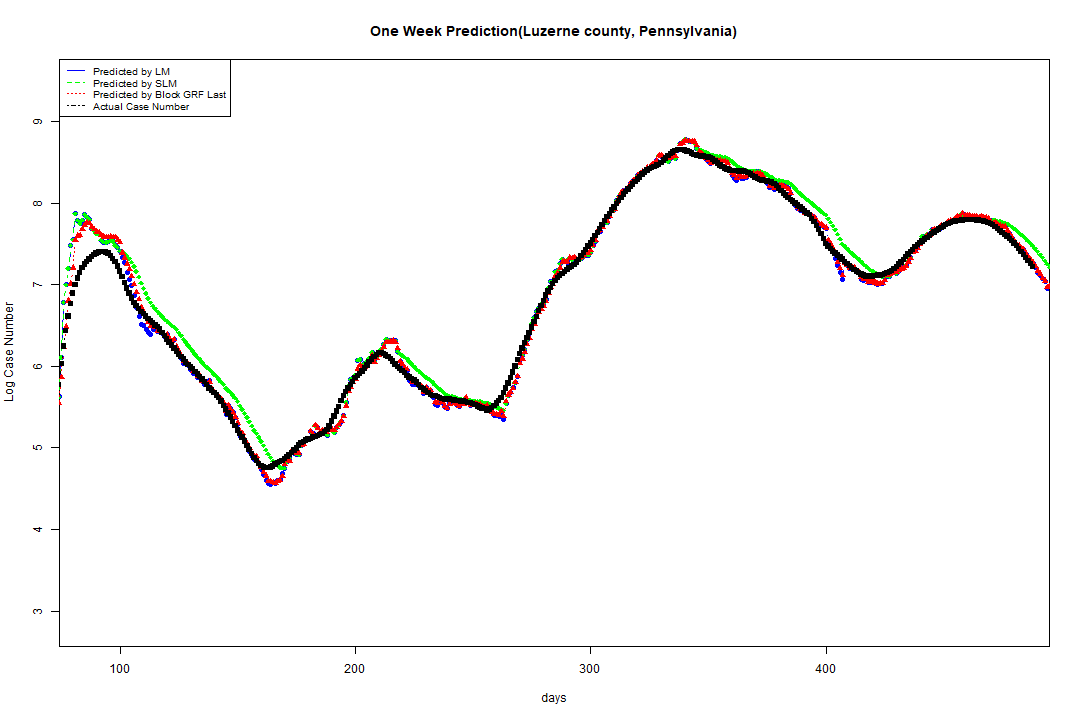 One Week Prediction(Luzerne county, Pennsylvania)
Predicted by LM
Predicted by SLM
Predicted by Block GRF Last
Actual Case Number
9
8
7
6
5
4
3
Log Case Number
100
200
300
400
days